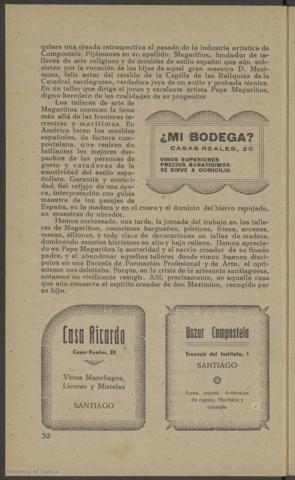 quiere una ojeada retrospectiva al pasado de la industria artística de
Compostela. Fijémonos en un apellido: Magariños, fundador de ta-
lleres de arte religioso y de muebles de estilo español que aún sub-
sisten por la vocación de los hijos de aquel gran maestro D. Maxi-
mino, feliz autor del retablo de la Capilla de las Reliquias de la
Catedral santiaguesa, verdadera joya de un estilo y probada técnica.
En un taller que dirige el joven y excelente artista Pepe Magariños,
digno heredero de las cualidades de su progenitor
Los talleres de arte de
Magariños conocen la fama
más allá de las fronteras te-
rrestres y marítimas. En
América lucen los muebles
españoles, de factura com-
postelana, que realzan de
brillantes los mejores des-
pachos de las personas de
gusto y catadores de la
emotividad del estilo espa-
ñolista. Garantía y exacti-
dad, fiel reflejo de una épo-
ca, interpretación con gubia
maestra de los pasajes de
España, en la madera y en el cuero y el dominio del hierro repujado,
en muestras de obrador.
¿MI BODEGA?
CASAS REALES, 20
VINOS SUPERIORES
PRECIOS BARATISIMOS
SE SIRVE A DOMICILIO
Hemos curioseado, una tarde, la jornada del trabajo en los talle-
res de Magariños, conocimos bargueños, pórticos, frisos, arcones,
mesas, sillones, y toda clase de decoraciones en tallas de madera,
dominando asuntos históricos en alto y bajo relieve. Hemos aprecia-
do en Pepe Magariños la austeridad y el nervio creador de su finado
padre, y al abandonar aquellos talleres donde vimos buenos discí-
pulos en una Escuela de Formación Profesional y de Arte, el opti-
mismo nos deleitaba. Porque, en la crisis de la artesanía santiaguesa,
notamos un vivificante resurgir. Allí, precisamente, en aquella casa
que aún conserva el espíritu creador de don Maximino, recogido por
su hijo.
Casa Ricardo
Casas Reales, 20
Vinos Manchegos,
Licores y Mistelas
SANTIAGO
Bazar Compostela
Travesía del Instituto, 1
SANTIAGO
Loza, cristal, Artículos
de regalo, Muebles y
32